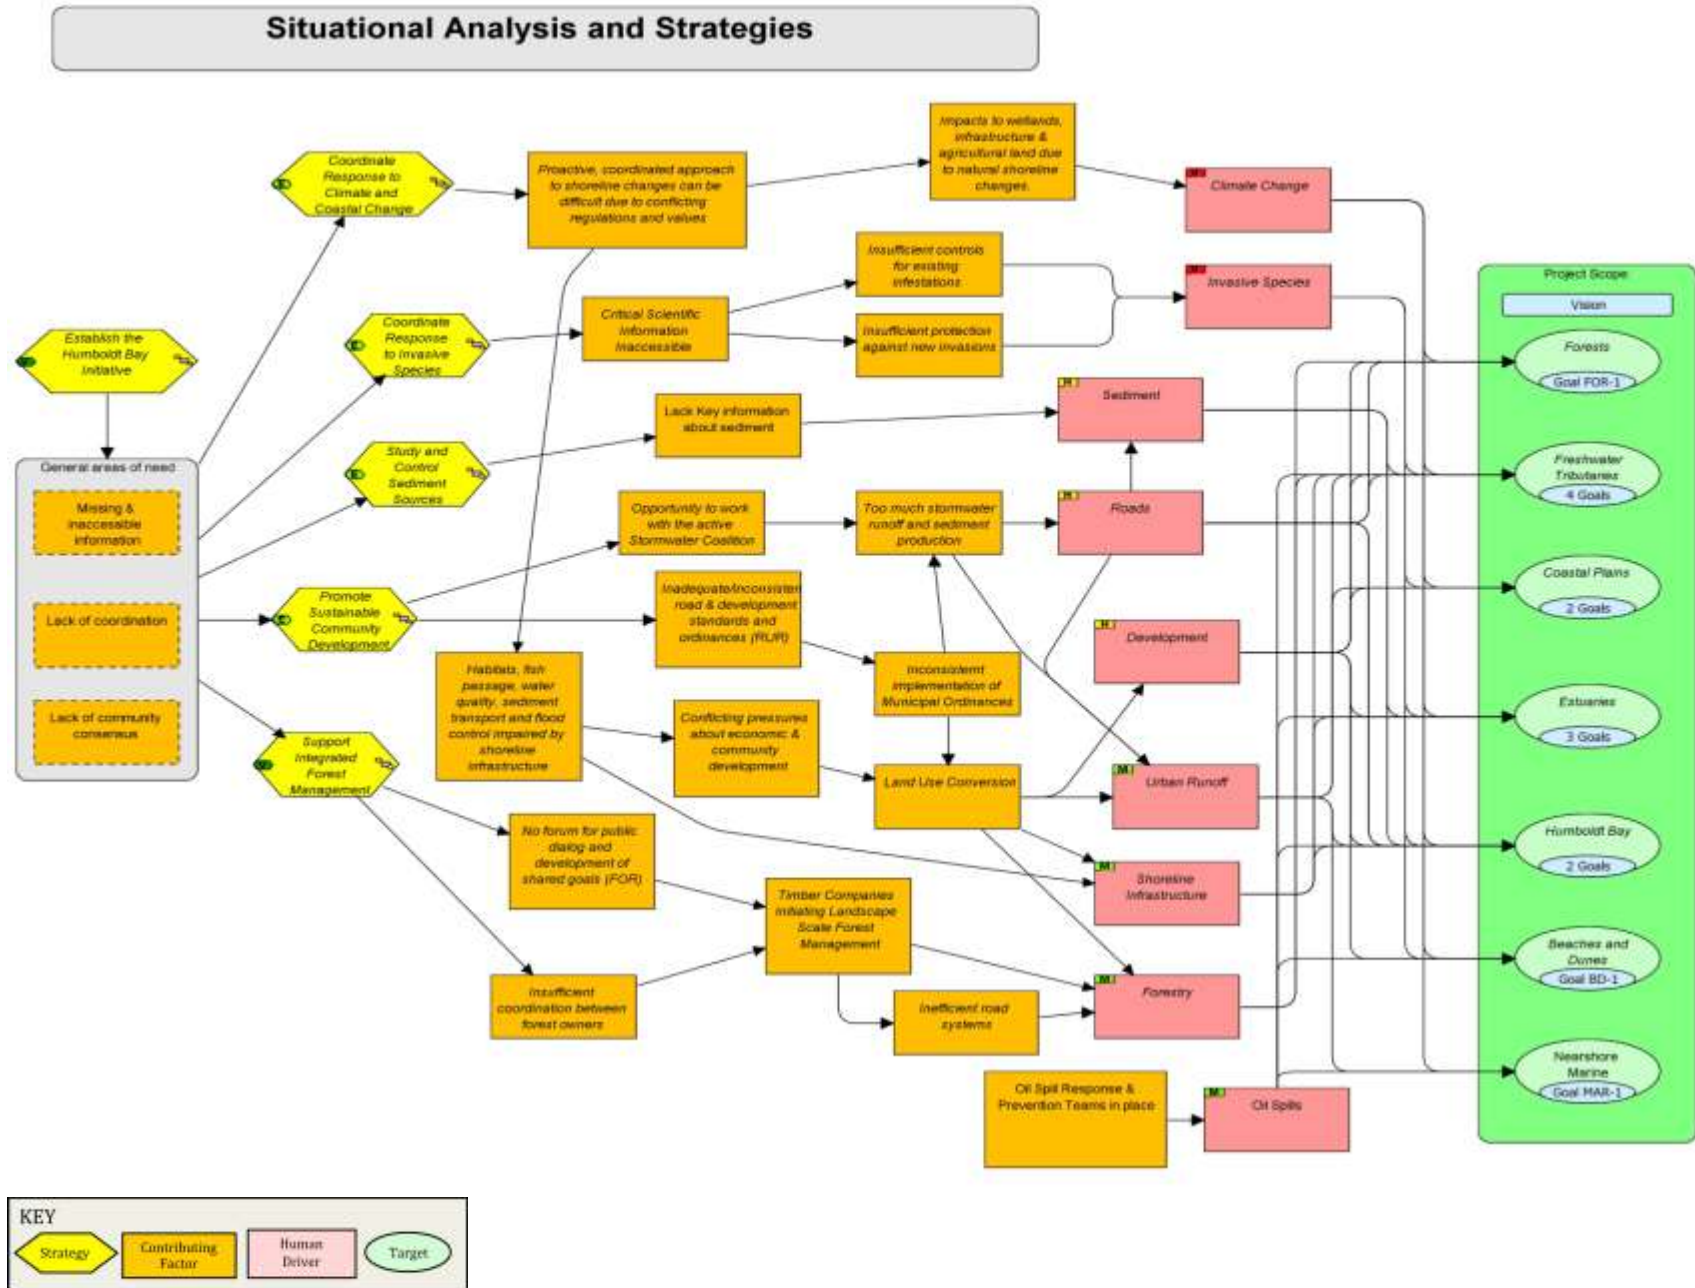 Situational Analysis and Strategies
Coordinate
Response to
Climate and
Coastal Change
Proactive, coordinated approach
to shoreline changes can be
difficult due to conflicting
regulations and values
Impacts to wetlands,
infrastructure &
agricultural land due
to natural shoreline
changes.
Climate Change
Establish the
Humboldt Bay
Initiative
Coordinate
Response
to Invasive
Species
Critical Scientific
Information
Inaccessible
Insufficient controls
for existing
infestations
Insufficient protection
against new invasions
Invasive Species
General areas of need
Missing &
inaccessible
information
Lack of coordination
Lack of community
consensus
Study and
Control
Sediment
Sources
Lack Key information
about sediment
H
Sediment
Promote
Sustainable
Community
Development
Opportunity to work
with the active
Stormwater Coalition
Too much stormwater
runoff and sediment
production
H
Roads
Inadequate/inconsisten
road & development
standards and
ordinances (RUR)
Inconsistemt
implementation of
Municipal Ordinances
H
Development
Habitats, fish
passage, water
quality, sediment
transport and flood
control impaired by
shoreline
infrastructure
Conflicting pressures
about economic &
community
development
Land Use Conversion
M
Urban Runoff
Support
Integrated
Forest
Management
No forum for public
dialog and
development of
shared goals (FOR)
M
Shoreline
Infrastructure
Timber Companies
initiating Landscape
Scale Forest
Management
Insufficient
coordination between
forest owners
Inefficient road
systems
M
Forestry
Oil Spill Response &
Prevention Teams in place
M
Oil Spills
Project Scope
Vision
Forests
Goal FOR-1
Freshwater
Tributaries
4 Goals
Coastal Plains
2 Goals
Estuaries
3 Goals
Humboldt Bay
2 Goals
Beaches and
Dunes
Goal BD-1
Nearshore
Marine
Goal MAR-1
KEY
Strategy
Contributing
Factor
Human
Driver
Target